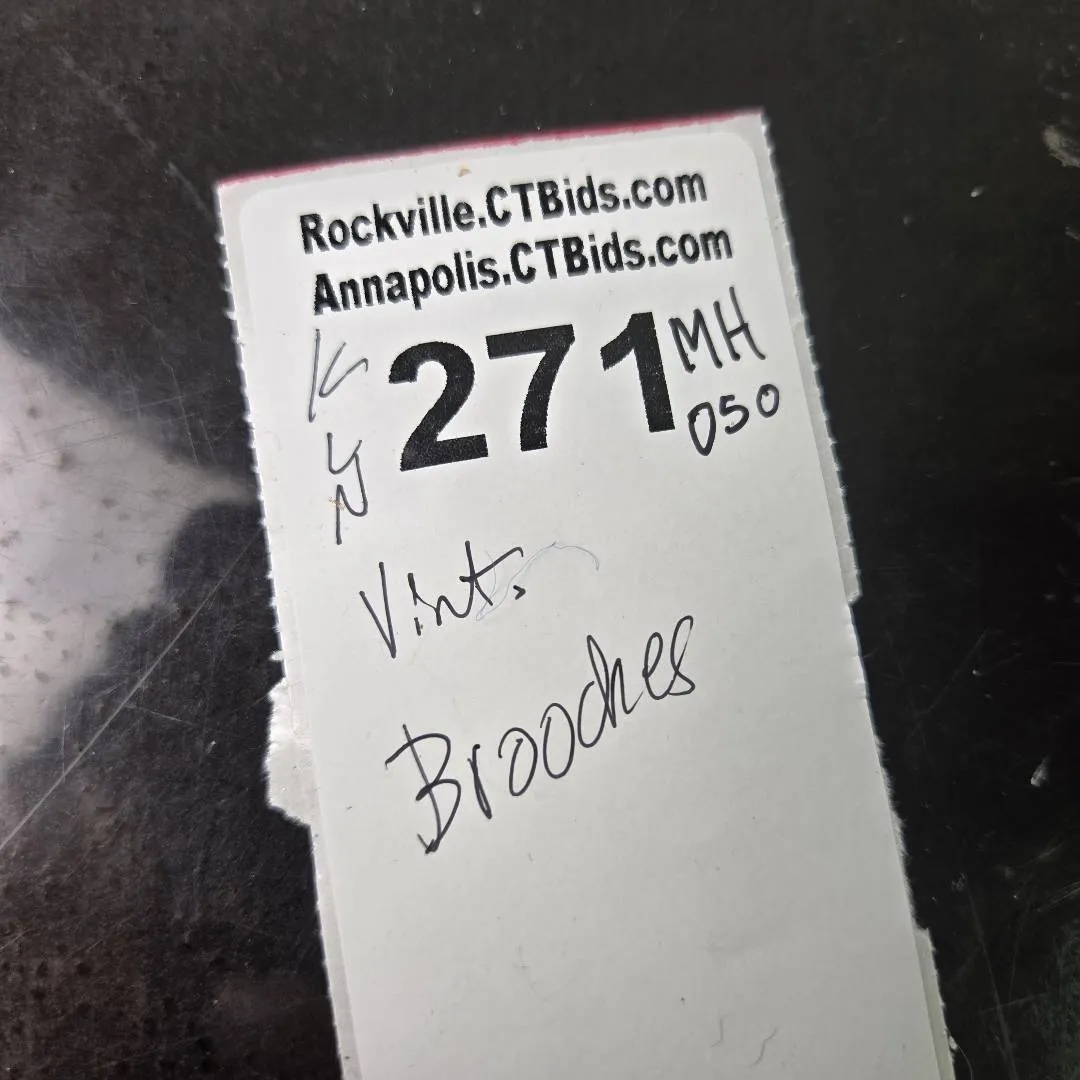 Rockville.CTBids.com
Annapolis.CTBids.com
K 271 MH
050
Vint.
Brooches